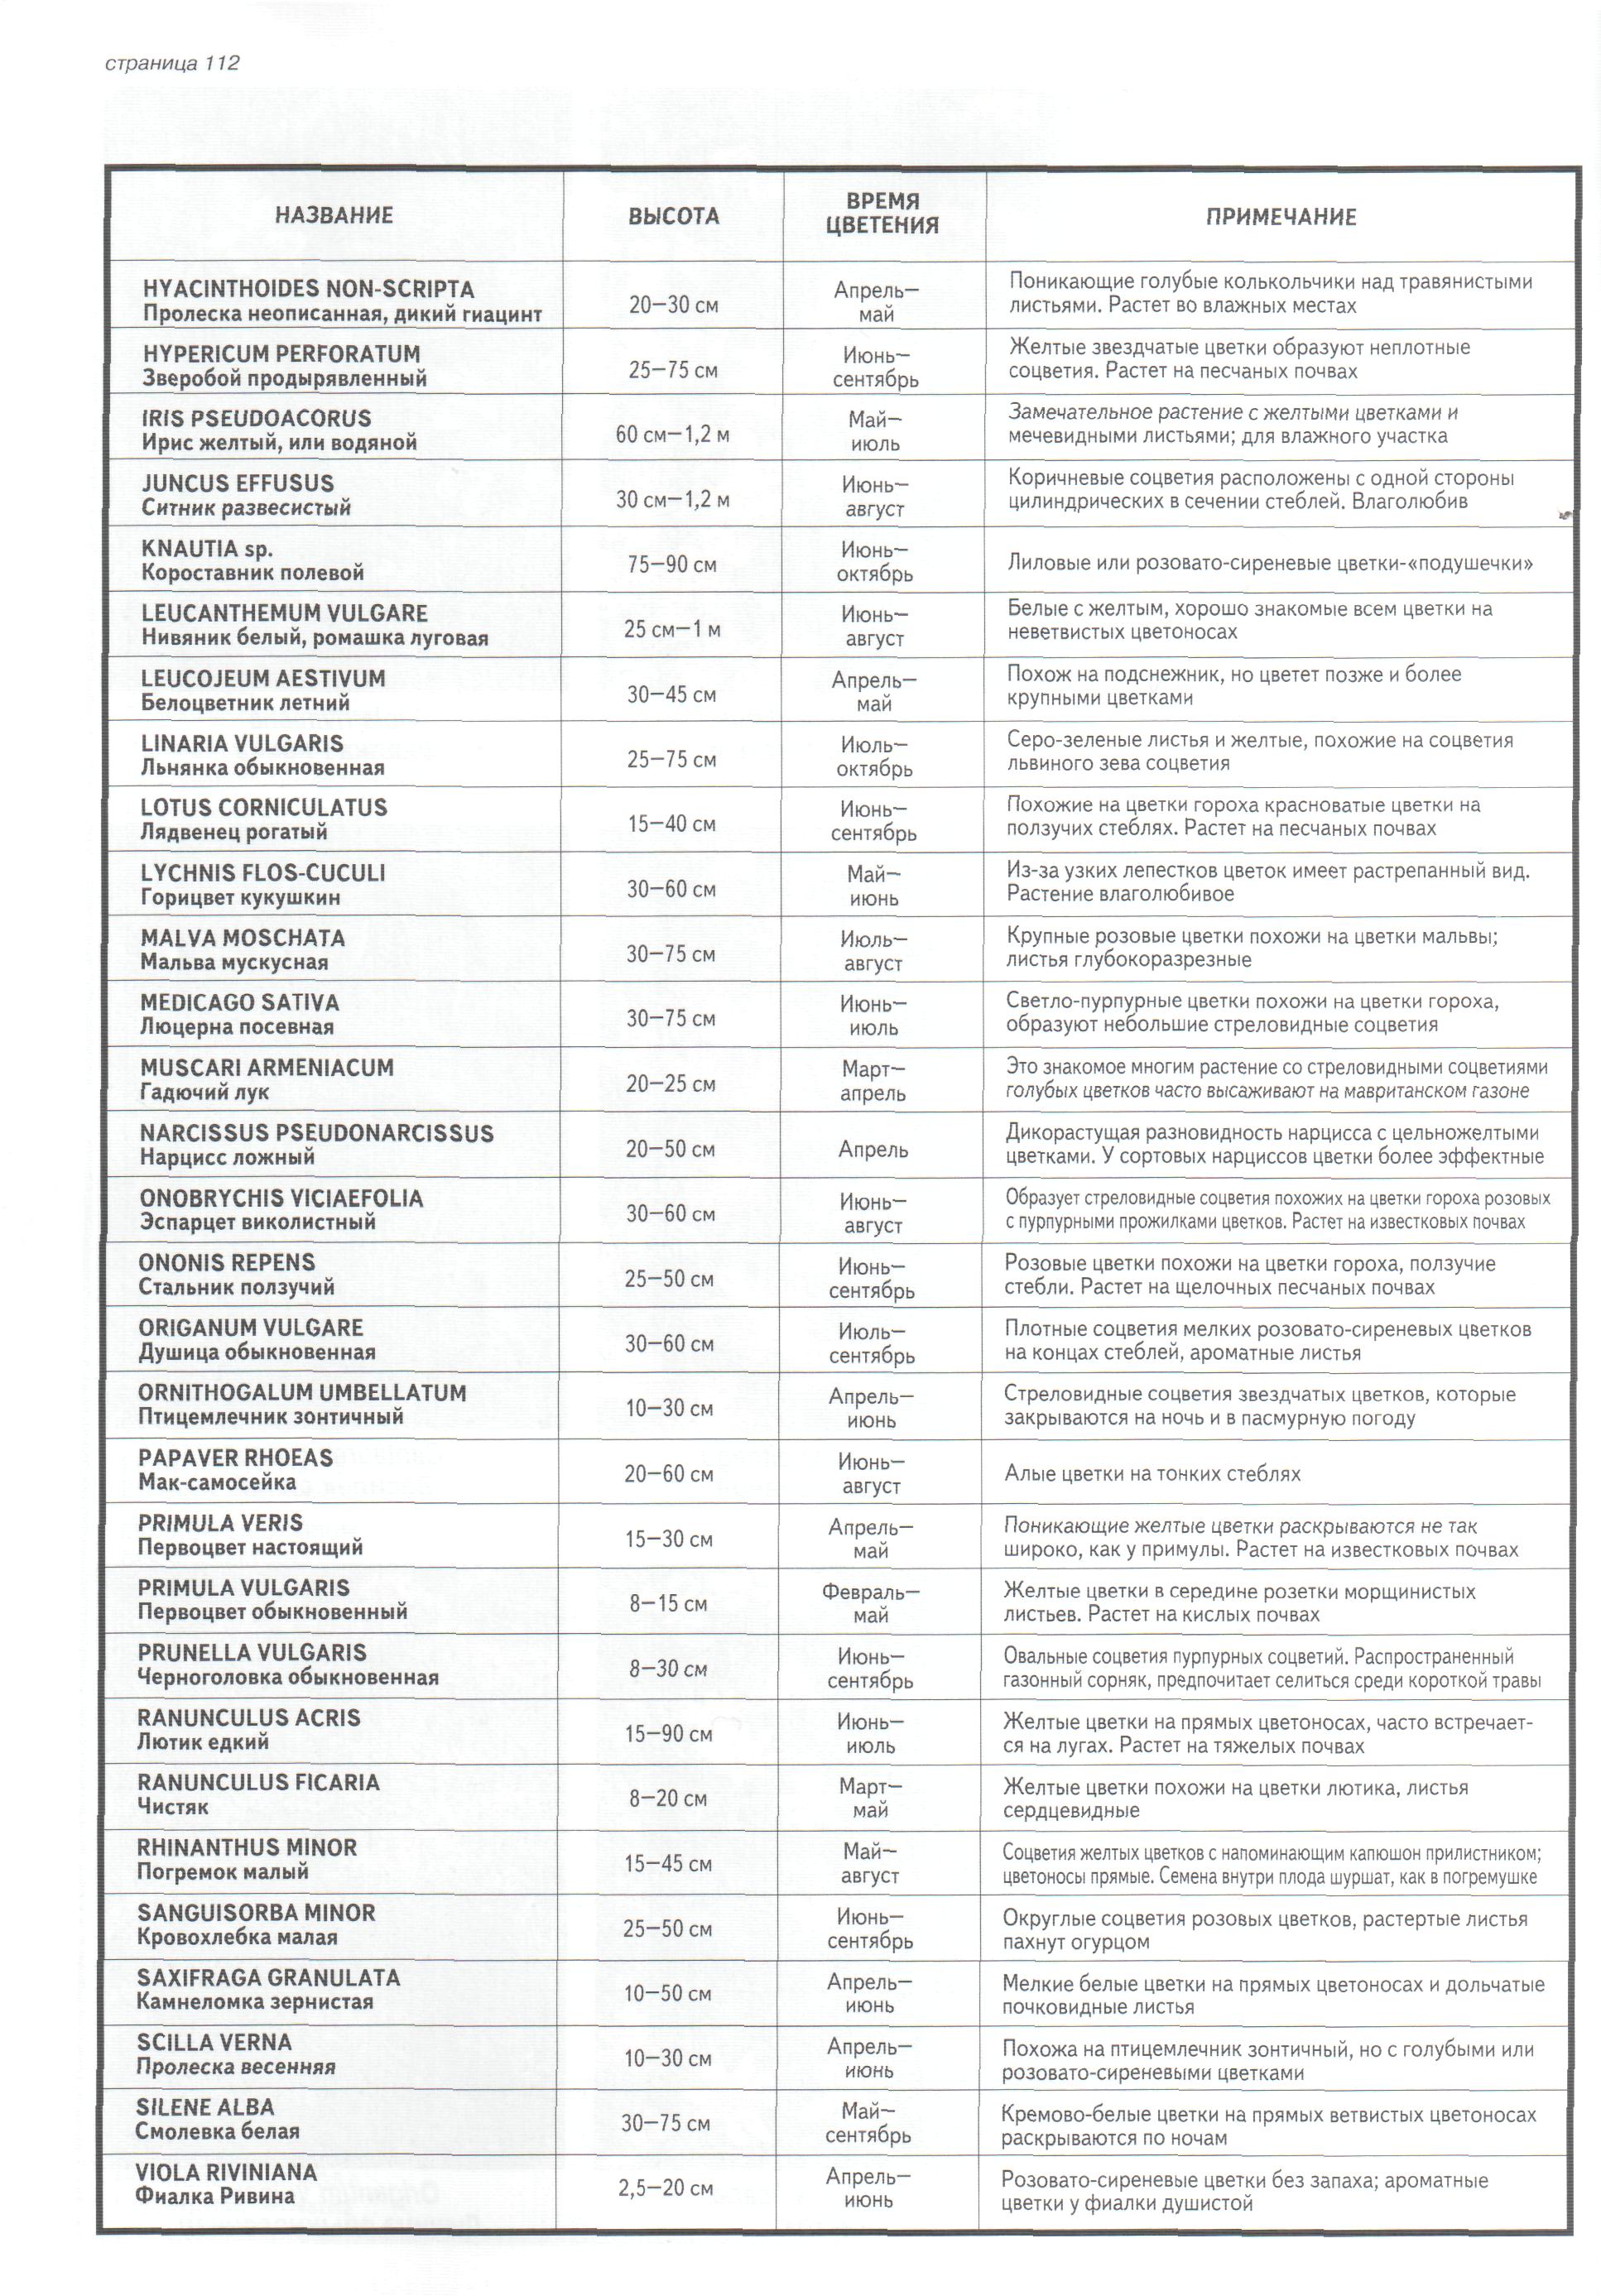 страница 112
НАЗВАНИЕ
ВЫСОТА
ВРЕМЯ
ЦВЕТЕНИЯ
ПРИМЕЧАНИЕ
HYACINTHOIDES NON-SCRIPTA
Пролеска неописанная, дикий гиацинт
20—30 см
Апрель—
май
Поникающие голубые колькольчики над травянистыми
листьями. Растет во влажных местах
HYPERICUM PERFORATUM
Зверобой продырявленный
25—75 см
Июнь—
сентябрь
Желтые звездчатые цветки образуют неплотные
соцветия. Растет на песчаных почвах
IRIS PSEUDOACORUS
Ирис желтый, или водяной
60 см—1,2 м
Май—
июль
Замечательное растение с желтыми цветками и
мечевидными листьями; для влажного участка
JUNCUS EFFUSUS
Ситник развесистый
30 см—1,2 м
Июнь—
август
Коричневые соцветия расположены с одной стороны
цилиндрических в сечении стеблей. Влаголюбив
KNAUTIA sp.
Короставник полевой
75—90 см
Июнь—
октябрь
Лиловые или розовато-сиреневые цветки-«подушечки»
LEUCANTHEMUM VULGARE
Нивяник белый, ромашка луговая
25 см—1 м
Июнь—
август
Белые с желтым, хорошо знакомые всем цветки на
неветвистых цветоносах
LEUCOJEUM AESTIVUM
Белоцветник летний
30—45 см
Апрель—
май
Похож на подснежник, но цветет позже и более
крупными цветками
LINARIA VULGARIS
Льнянка обыкновенная
25—75 см
Июль—
октябрь
Серо-зеленые листья и желтые, похожие на соцветия
львиного зева соцветия
LOTUS CORNICULATUS
Лядвенец рогатый
15—40 см
Июнь—
сентябрь
Похожие на цветки гороха красноватые цветки на
ползучих стеблях. Растет на песчаных почвах
LYCHNIS FLOS-CUCULI
Горицвет кукушкин
30—60 см
Май—
июнь
Из-за узких лепестков цветок имеет растрепанный вид.
Растение влаголюбивое
MALVA MOSCHATA
Мальва мускусная
30—75 см
Июль—
август
Крупные розовые цветки похожи на цветки мальвы;
листья глубокоразрезные
MEDICAGO SATIVA
Люцерна посевная
30—75 см
Июнь—
июль
Светло-пурпурные цветки похожи на цветки гороха,
образуют небольшие стреловидные соцветия
MUSCARI ARMENIACUM
Гадючий лук
20—25 см
Март—
апрель
Это знакомое многим растение со стреловидными соцветиями
голубых цветков часто высаживают на мавританском газоне
NARCISSUS PSEUDONARCISSUS
Нарцисс ложный
20—50 см
Апрель
Дикорастущая разновидность нарцисса с цельножелтыми
цветками. У сортовых нарциссов цветки более эффектные
ONOBRYCHIS VICIAEFOLIA
Эспарцет виколистный
30—60 см
Июнь—
август
Образует стреловидные соцветия похожих на цветки гороха розовых
с пурпурными прожилками цветков. Растет на известковых почвах
ONONIS REPENS
Стальник ползучий
25—50 см
Июнь—
сентябрь
Розовые цветки похожи на цветки гороха, ползучие
стебли. Растет на щелочных песчаных почвах
ORIGANUM VULGARE
Душица обыкновенная
30—60 см
Июль—
сентябрь
Плотные соцветия мелких розовато-сиреневых цветков
на концах стеблей, ароматные листья
ORNITHOGALUM UMBELLATUM
Птицемлечник зонтичный
10—30 см
Апрель—
июнь
Стреловидные соцветия звездчатых цветков, которые
закрываются на ночь и в пасмурную погоду
PAPAVER RHOEAS
Мак-самосейка
20—60 см
Июнь—
август
Алые цветки на тонких стеблях
PRIMULA VERIS
Первоцвет настоящий
15—30 см
Апрель—
май
Поникающие желтые цветки раскрываются не так
широко, как у примулы. Растет на известковых почвах
PRIMULA VULGARIS
Первоцвет обыкновенный
8—15 см
Февраль—
май
Желтые цветки в середине розетки морщинистых
листьев. Растет на кислых почвах
PRUNELLA VULGARIS
Черноголовка обыкновенная
8—30 см
Июнь—
сентябрь
Овальные соцветия пурпурных соцветий. Распространенный
газонный сорняк, предпочитает селиться среди короткой травы
RANUNCULUS ACRIS
Лютик едкий
15—90 см
Июнь—
июль
Желтые цветки на прямых цветоносах, часто встречает-
ся на лугах. Растет на тяжелых почвах
RANUNCULUS FICARIA
Чистяк
8—20 см
Март—
май
Желтые цветки похожи на цветки лютика, листья
сердцевидные
RHINANTHUS MINOR
Погремок малый
15—45 см
Май—
август
Соцветия желтых цветков с напоминающим капюшон прилистником;
цветоносы прямые. Семена внутри плода шуршат, как в погремушке
SANGUISORBA MINOR
Кровохлебка малая
25—50 см
Июнь—
сентябрь
Округлые соцветия розовых цветков, растертые листья
пахнут огурцом
SAXIFRAGA GRANULATA
Камнеломка зернистая
10—50 см
Апрель—
июнь
Мелкие белые цветки на прямых цветоносах и дольчатые
почковидные листья
SCILLA VERNA
Пролеска весенняя
10—30 см
Апрель—
июнь
Похожа на птицемлечник зонтичный, но с голубыми или
розовато-сиреневыми цветками
SILENE ALBA
Смолевка белая
30—75 см
Май—
сентябрь
Кремово-белые цветки на прямых ветвистых цветоносах
раскрываются по ночам
VIOLA RIVINIANA
Фиалка Ривина
2,5—20 см
Апрель—
июнь
Розовато-сиреневые цветки без запаха; ароматные
цветки у фиалки душистой